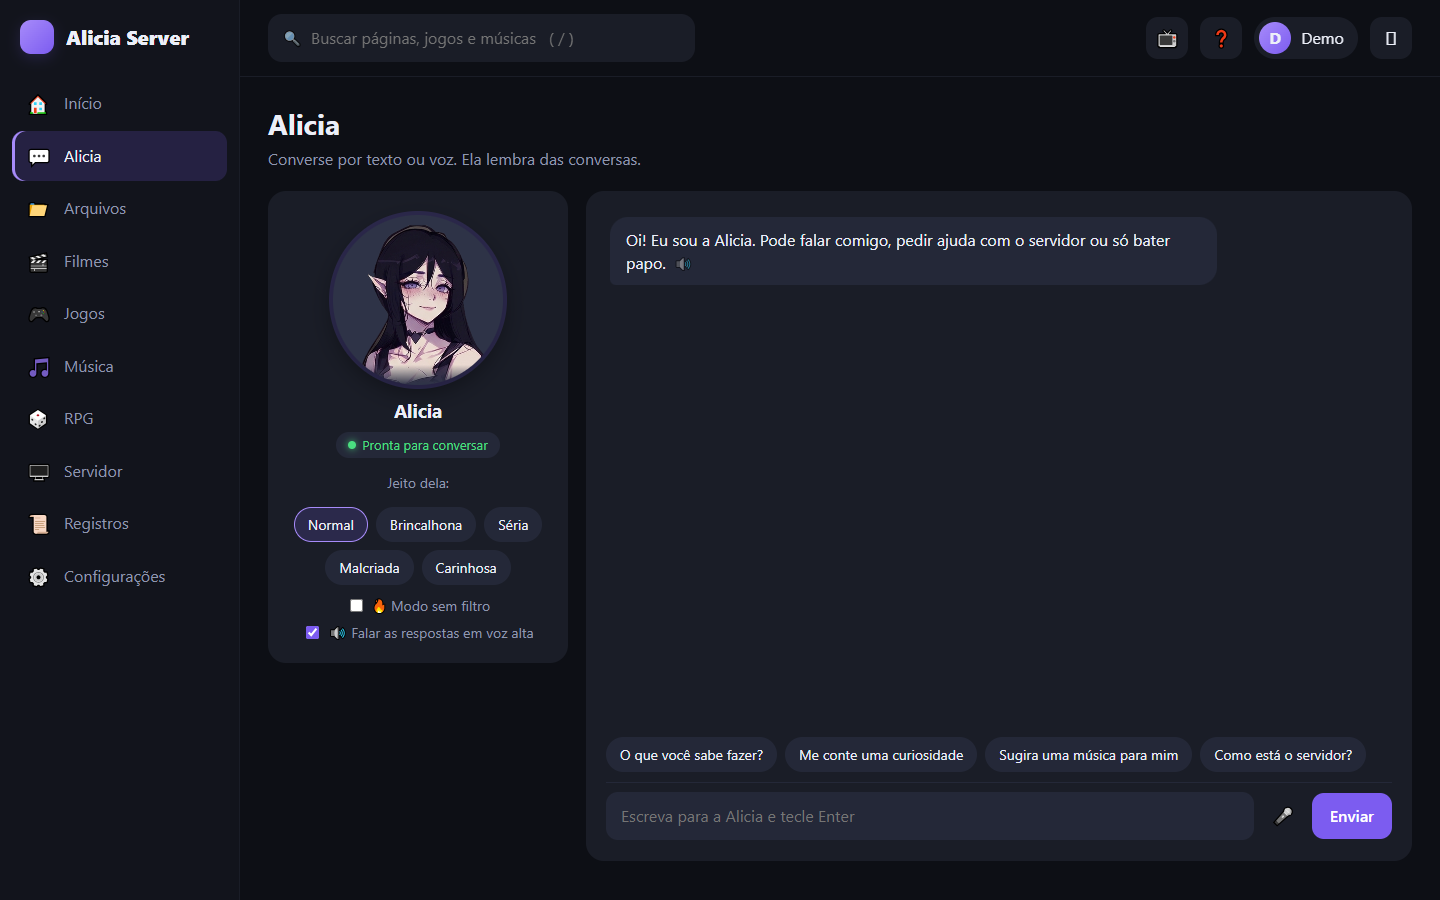 Alicia Server
Buscar páginas, jogos e músicas ( / )
D Demo
Início
Alicia
Arquivos
Filmes
Jogos
Música
RPG
Servidor
Registros
Configurações
Alicia
Converse por texto ou voz. Ela lembra das conversas.
Alicia
Pronta para conversar
Jeito dela:
Normal Brincalhona Séria
Malcriada Carinhosa
Modo sem filtro
Falar as respostas em voz alta
Oi! Eu sou a Alicia. Pode falar comigo, pedir ajuda com o servidor ou só bater
papo.
O que você sabe fazer? Me conte uma curiosidade Sugira uma música para mim Como está o servidor?
Escreva para a Alicia e tecle Enter
Enviar